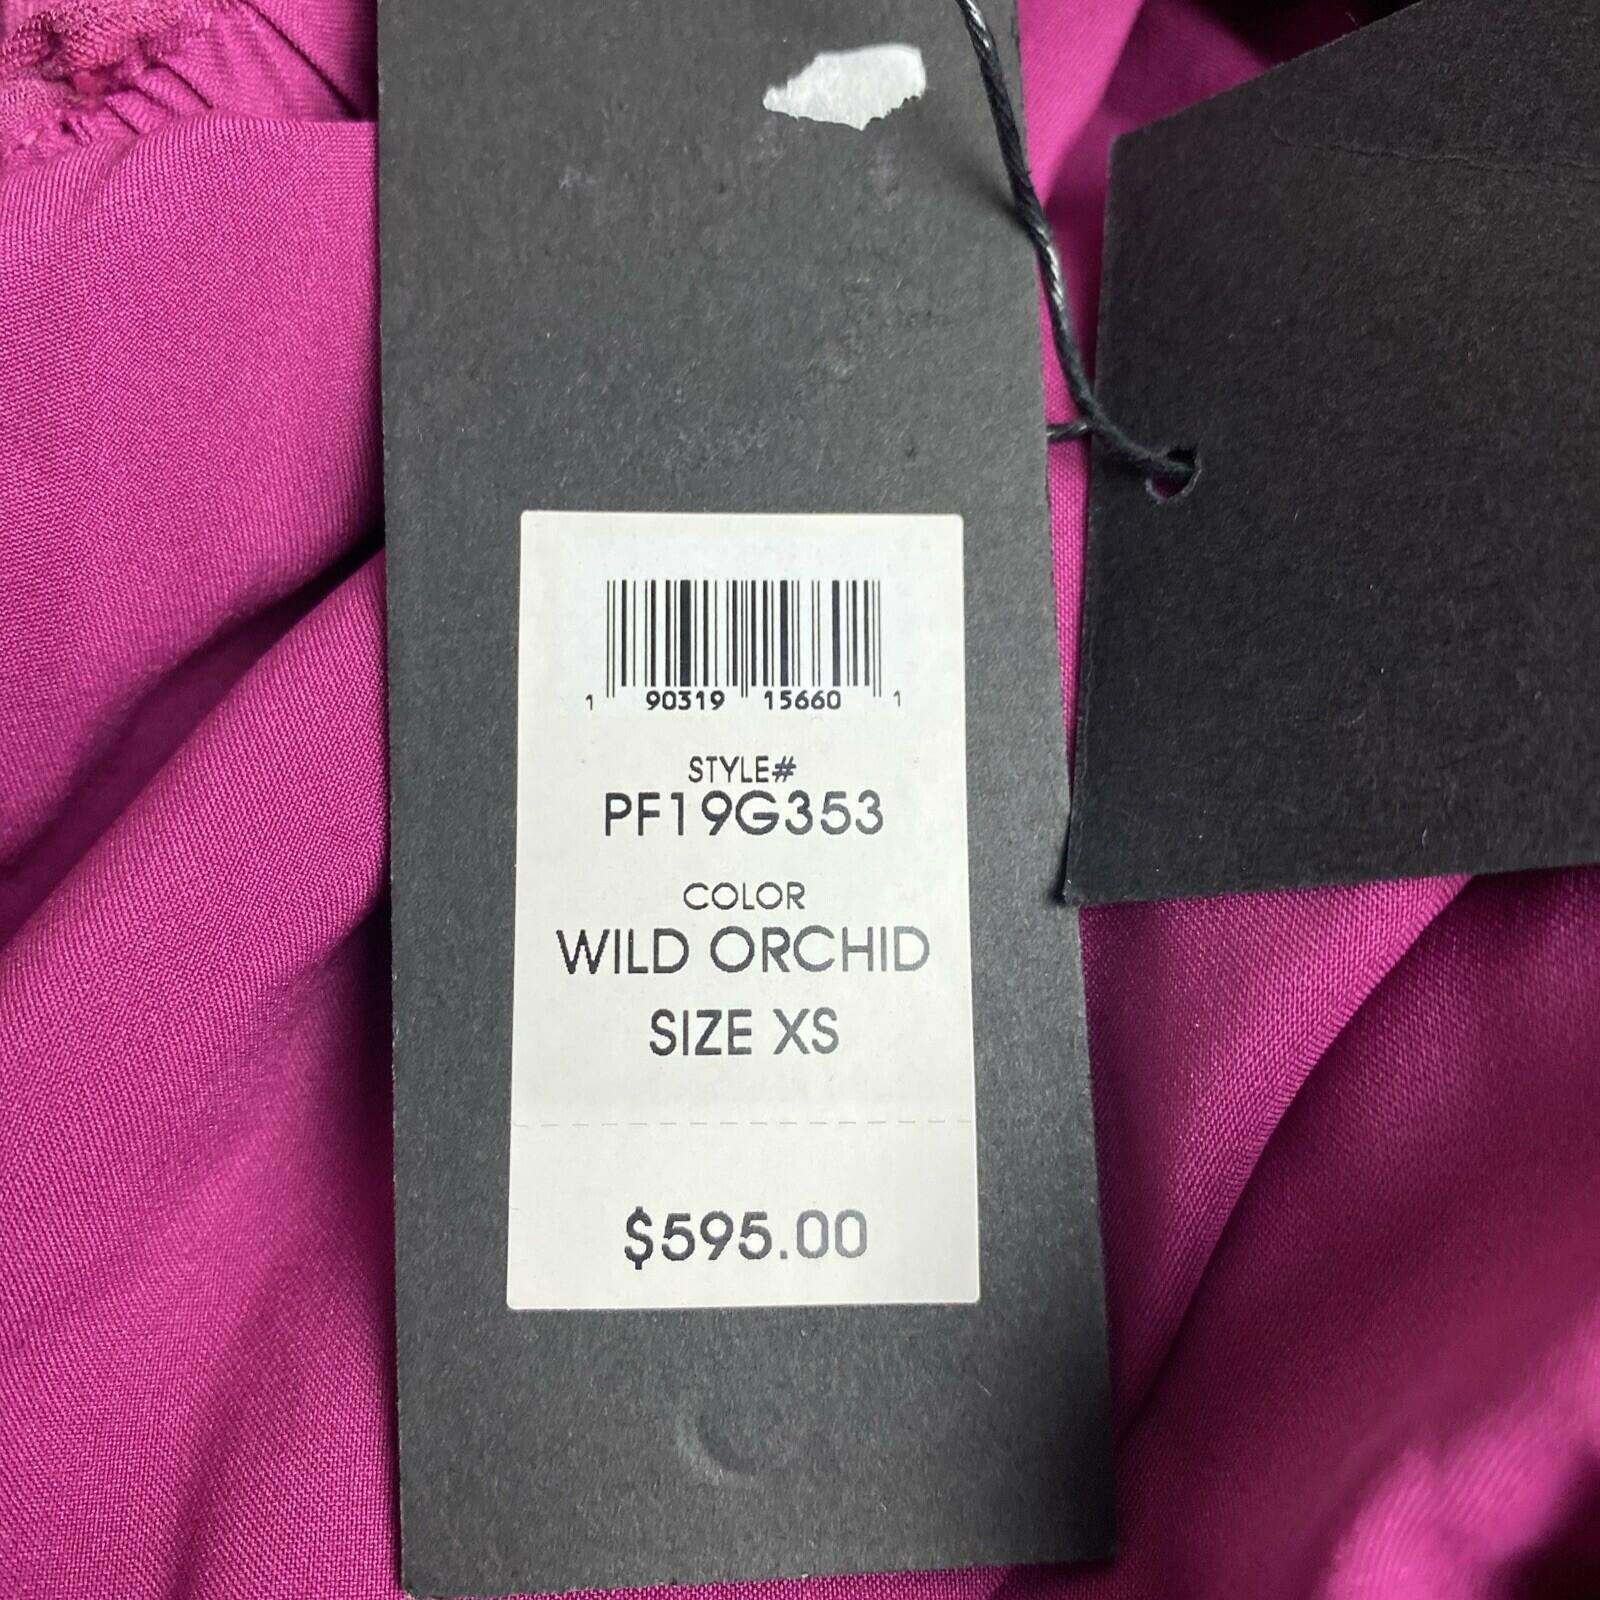 1 90319 15660 1
STYLE#
PF19G353
COLOR
WILD ORCHID
SIZE XS
$595.00